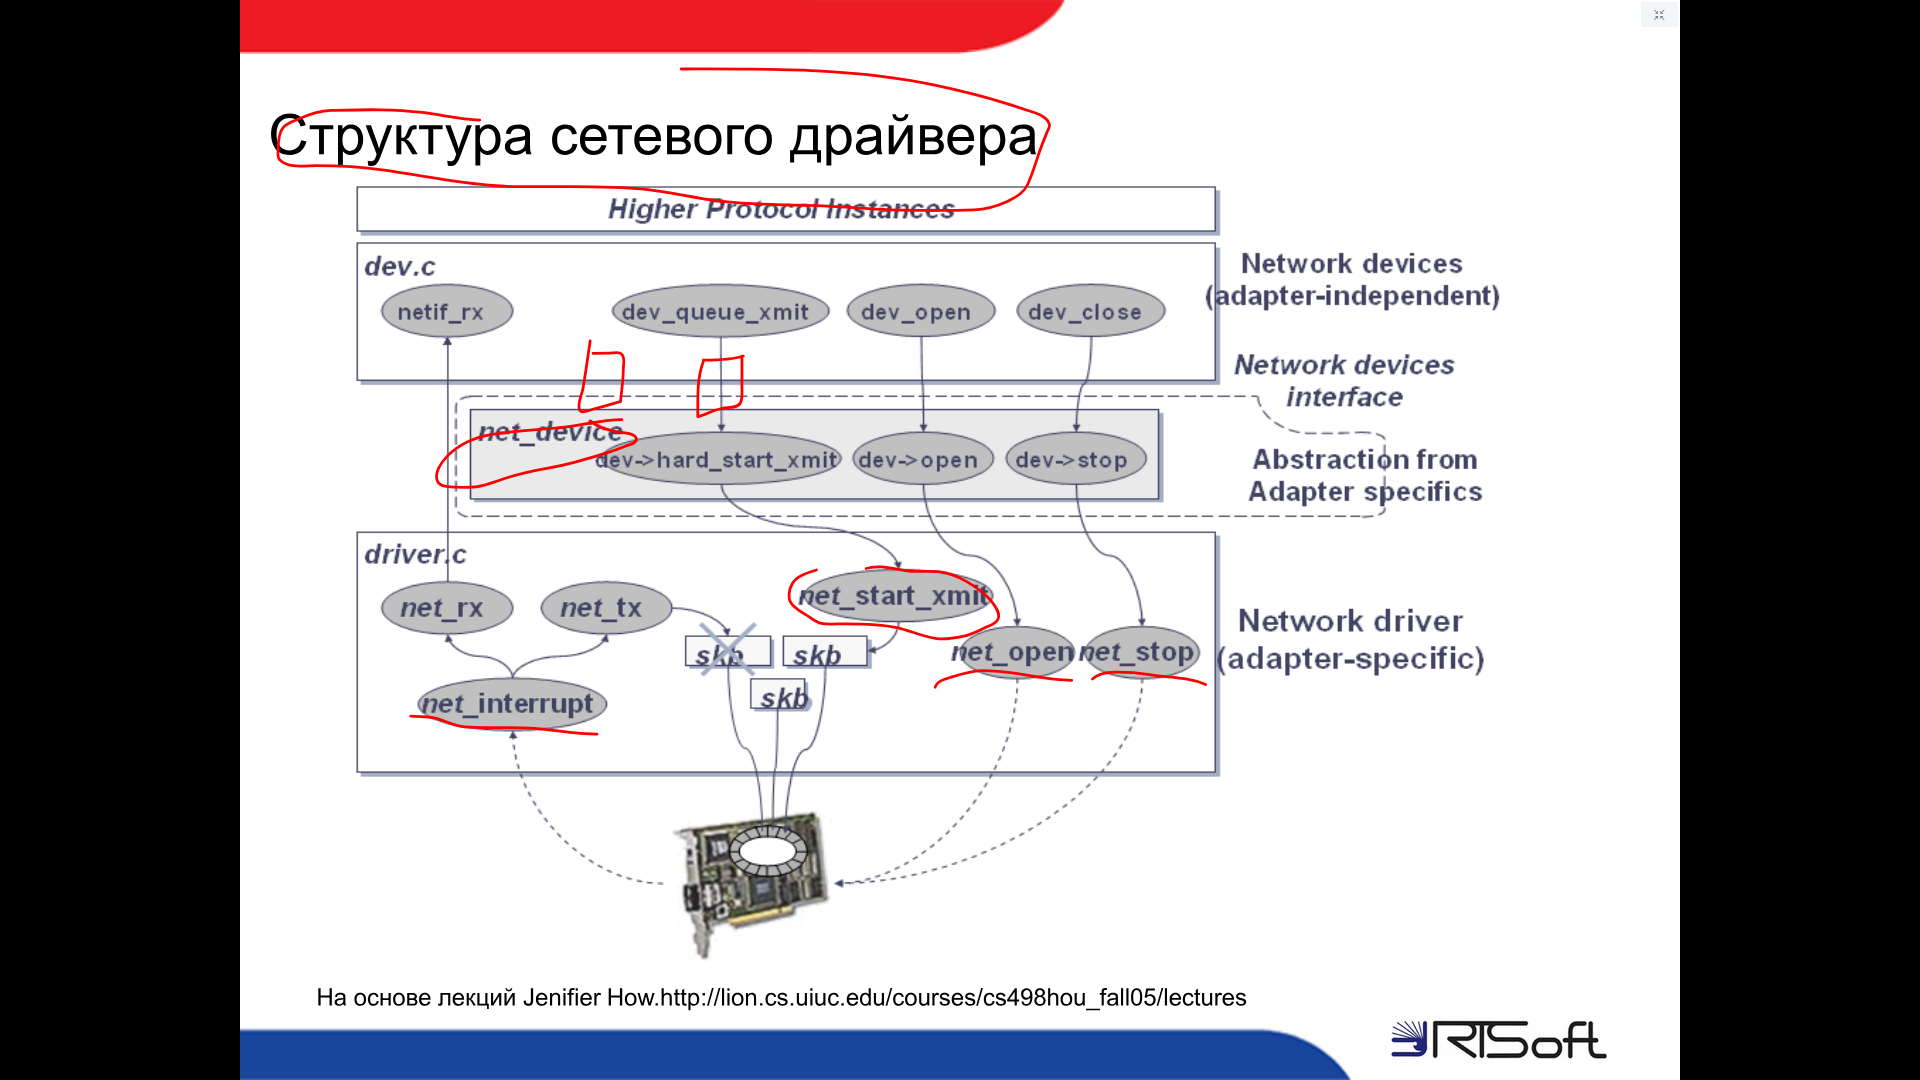 Структура сетевого драйвера
Higher Protocol Instances
dev.c
netif_rx
dev_queue_xmit
dev_open
dev_close
Network devices
(adapter-independent)
Network devices
interface
net_device
dev->hard_start_xmit
dev->open
dev->stop
Abstraction from
Adapter specifics
driver.c
net_rx
net_tx
net_start_xmit
skb
skb
skb
net_open
net_stop
net_interrupt
Network driver
(adapter-specific)
На основе лекций Jenifier How.http://lion.cs.uiuc.edu/courses/cs498hou_fall05/lectures
RTSoft